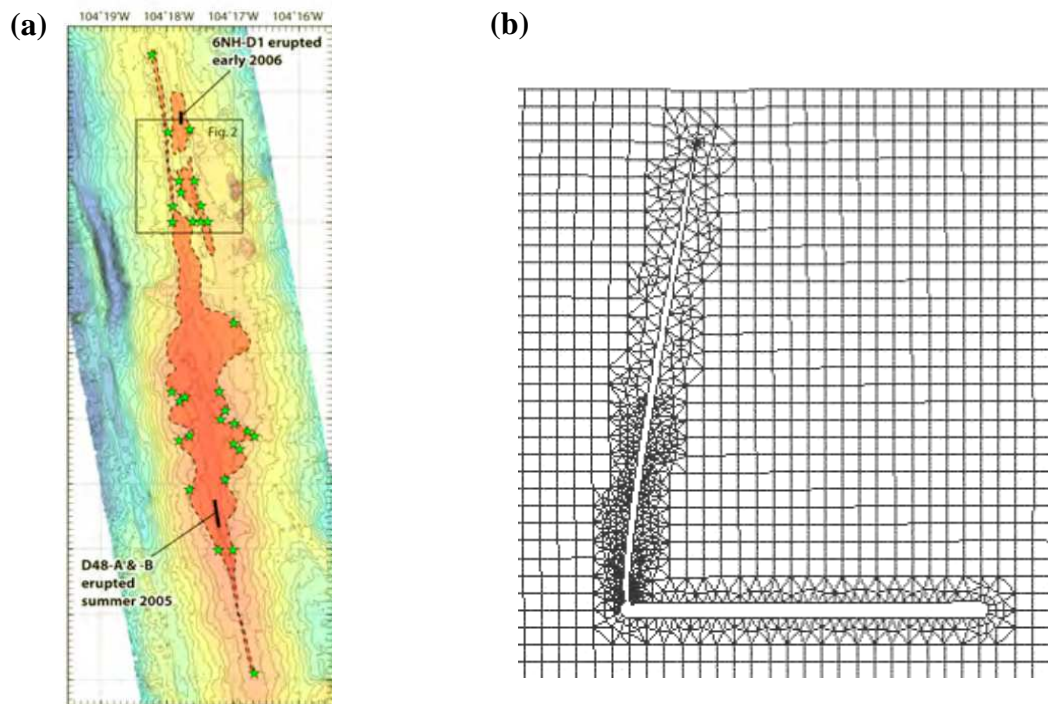 (a)
104°19'W 104°18'W 104°17'W 104°16'W
6NH-D1 erupted
early 2006
Fig. 2
D48-A & -B
erupted
summer 2005
(b)